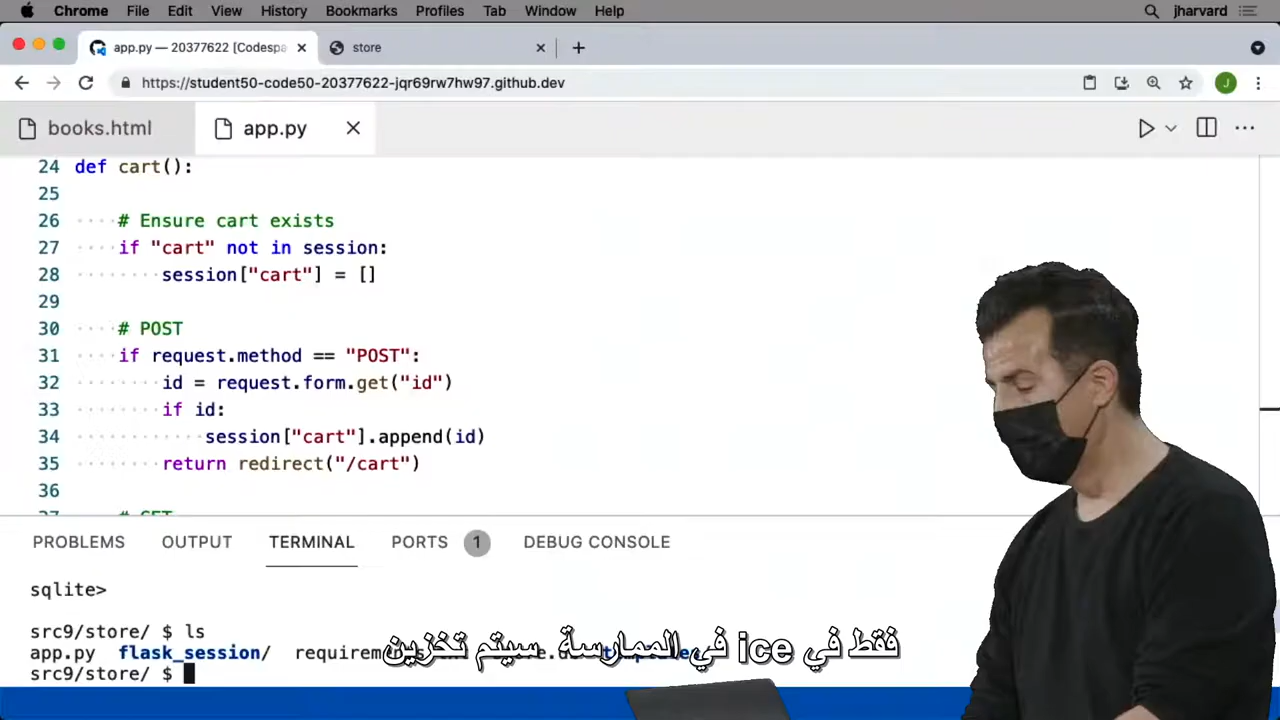 Chrome File Edit View History Bookmarks Profiles Tab Window Help jharvard
app.py — 20377622 [Codespa store
https://student50-code50-20377622-jqr69rw7hw97.github.dev J
books.html app.py
24 def cart():
25
26 # Ensure cart exists
27 if "cart" not in session:
28 session["cart"] = []
29
30 # POST
31 if request.method == "POST":
32 id = request.form.get("id")
33 if id:
34 session["cart"].append(id)
35 return redirect("/cart")
36
PROBLEMS OUTPUT TERMINAL PORTS 1 DEBUG CONSOLE
sqlite>
src9/store/ $ ls
app.py flask_session/
فقط في ice في الممارسة سيتم تخزين
src9/store/ $